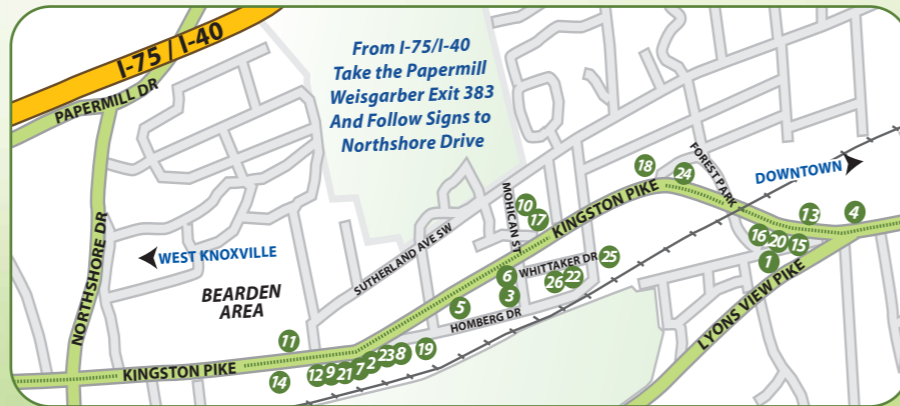 I-75 / I-40
PAPERMILL DR
From I-75/I-40
Take the Papermill
Weisgarber Exit 383
And Follow Signs to
Northshore Drive
NORTHSHORE DR
WEST KNOXVILLE
BEARDEN
AREA
SUTHERLAND AVE SW
MOHICAN ST
KINGSTON PIKE
FOREST PARK
DOWNTOWN
WHITTAKER DR
HOMBERG DR
LYONS VIEW PIKE
KINGSTON PIKE
18
24
10
17
13
4
16
20
15
1
25
6
26
22
3
5
11
14
12
9
21
7
2
23
8
19